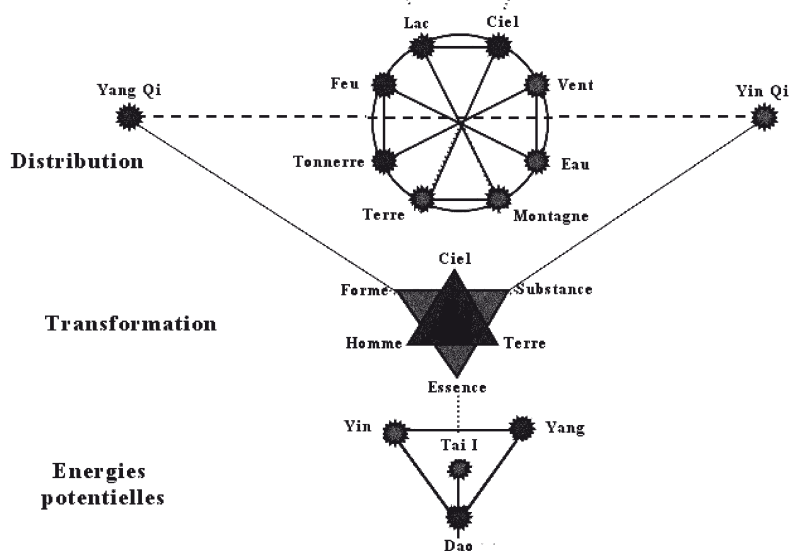 Lac
Ciel
Feu
Vent
Yang Qi
Yin Qi
Distribution
Tonnerre
Eau
Terre
Montagne
Ciel
Forme
Substance
Transformation
Homme
Terre
Essence
Yin
Yang
Tai I
Energies
potentielles
Dao